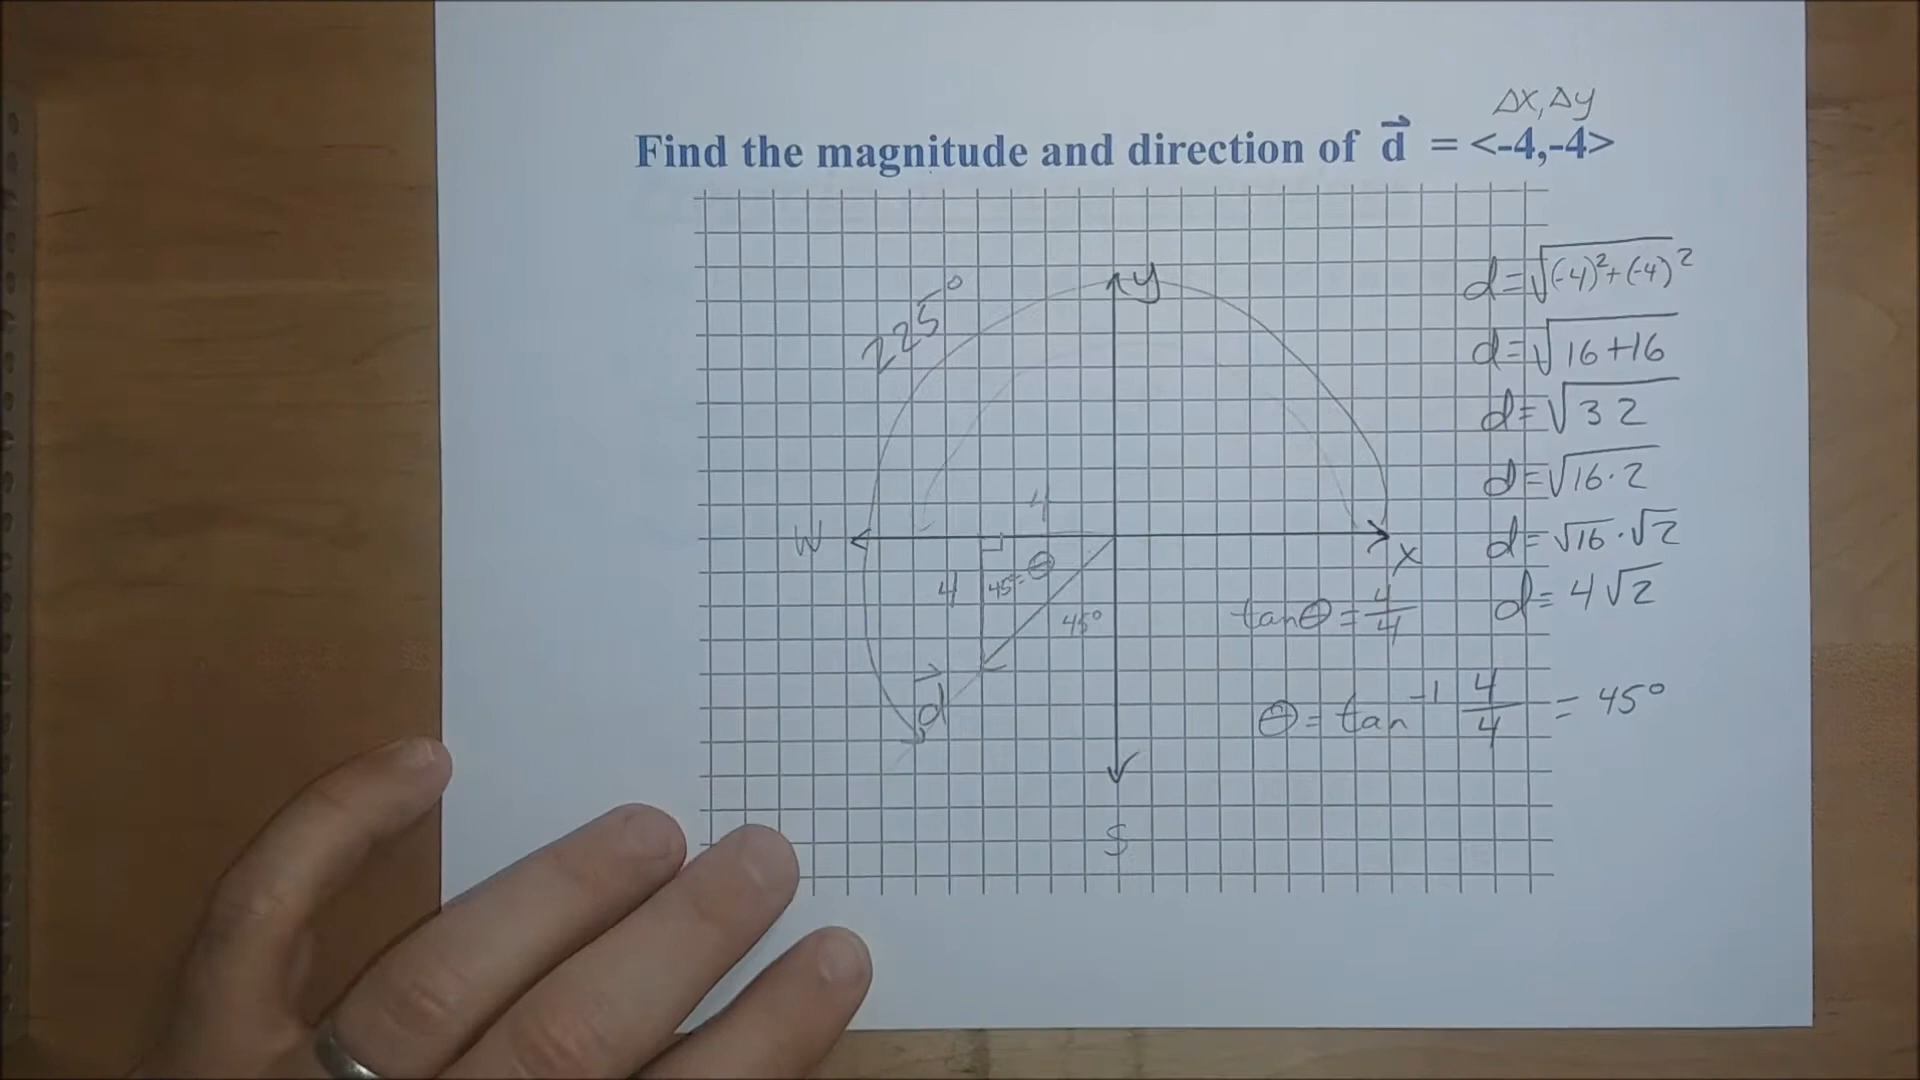 Δx, Δy
Find the magnitude and direction of d⃗ = <-4,-4>
d=√(-4)²+(-4)²
y
225°
d=√16+16
d=√32
d=√16·2
4
W
x
d=√16·√2
4
45°=θ
45°
tanθ=4/4
d=4√2
d⃗
θ=tan⁻¹ 4/4 = 45°
S